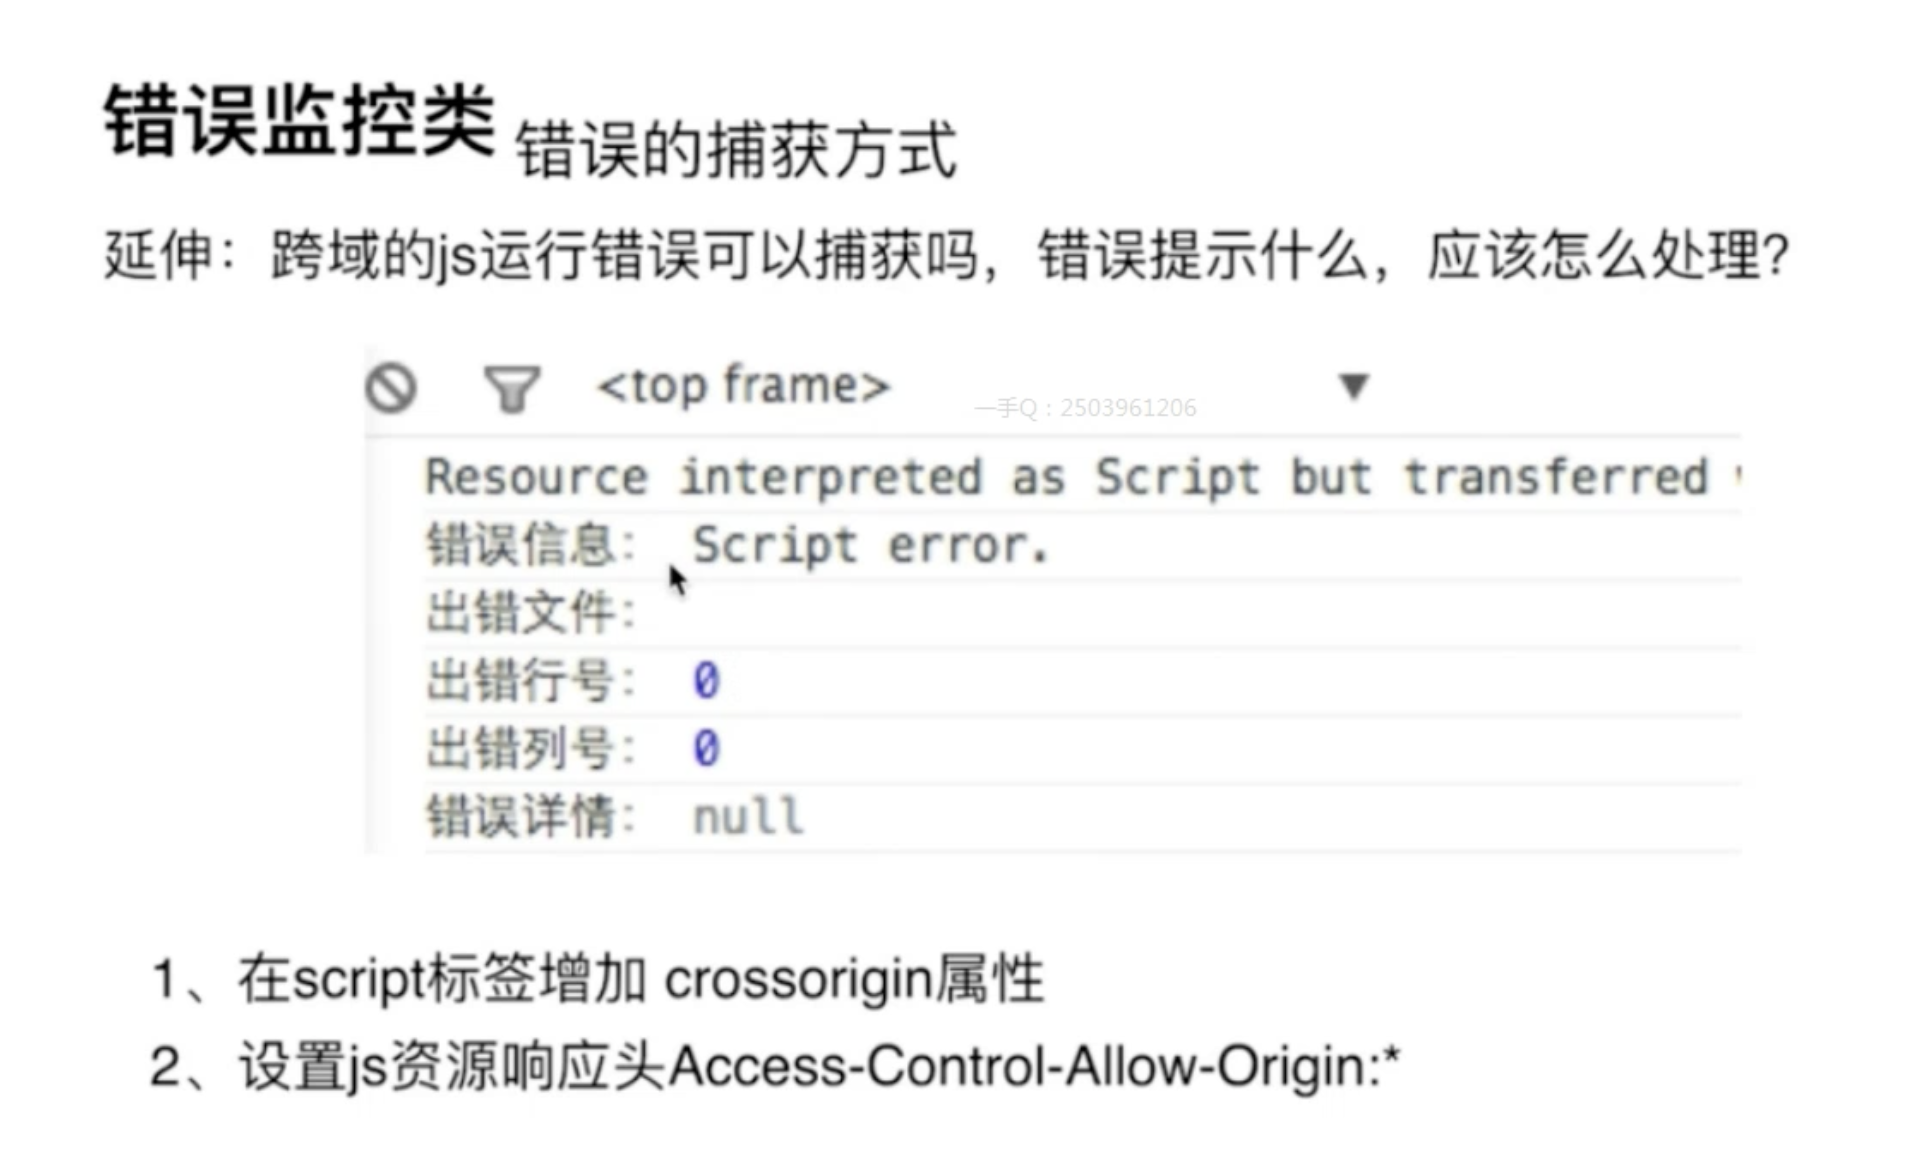 错误监控类 错误的捕获方式
延伸：跨域的js运行错误可以捕获吗，错误提示什么，应该怎么处理？
<top frame>
一手Q：2503961206
Resource interpreted as Script but transferred
错误信息： Script error.
出错文件：
出错行号： 0
出错列号： 0
错误详情： null
1、在script标签增加 crossorigin属性
2、设置js资源响应头Access-Control-Allow-Origin:*